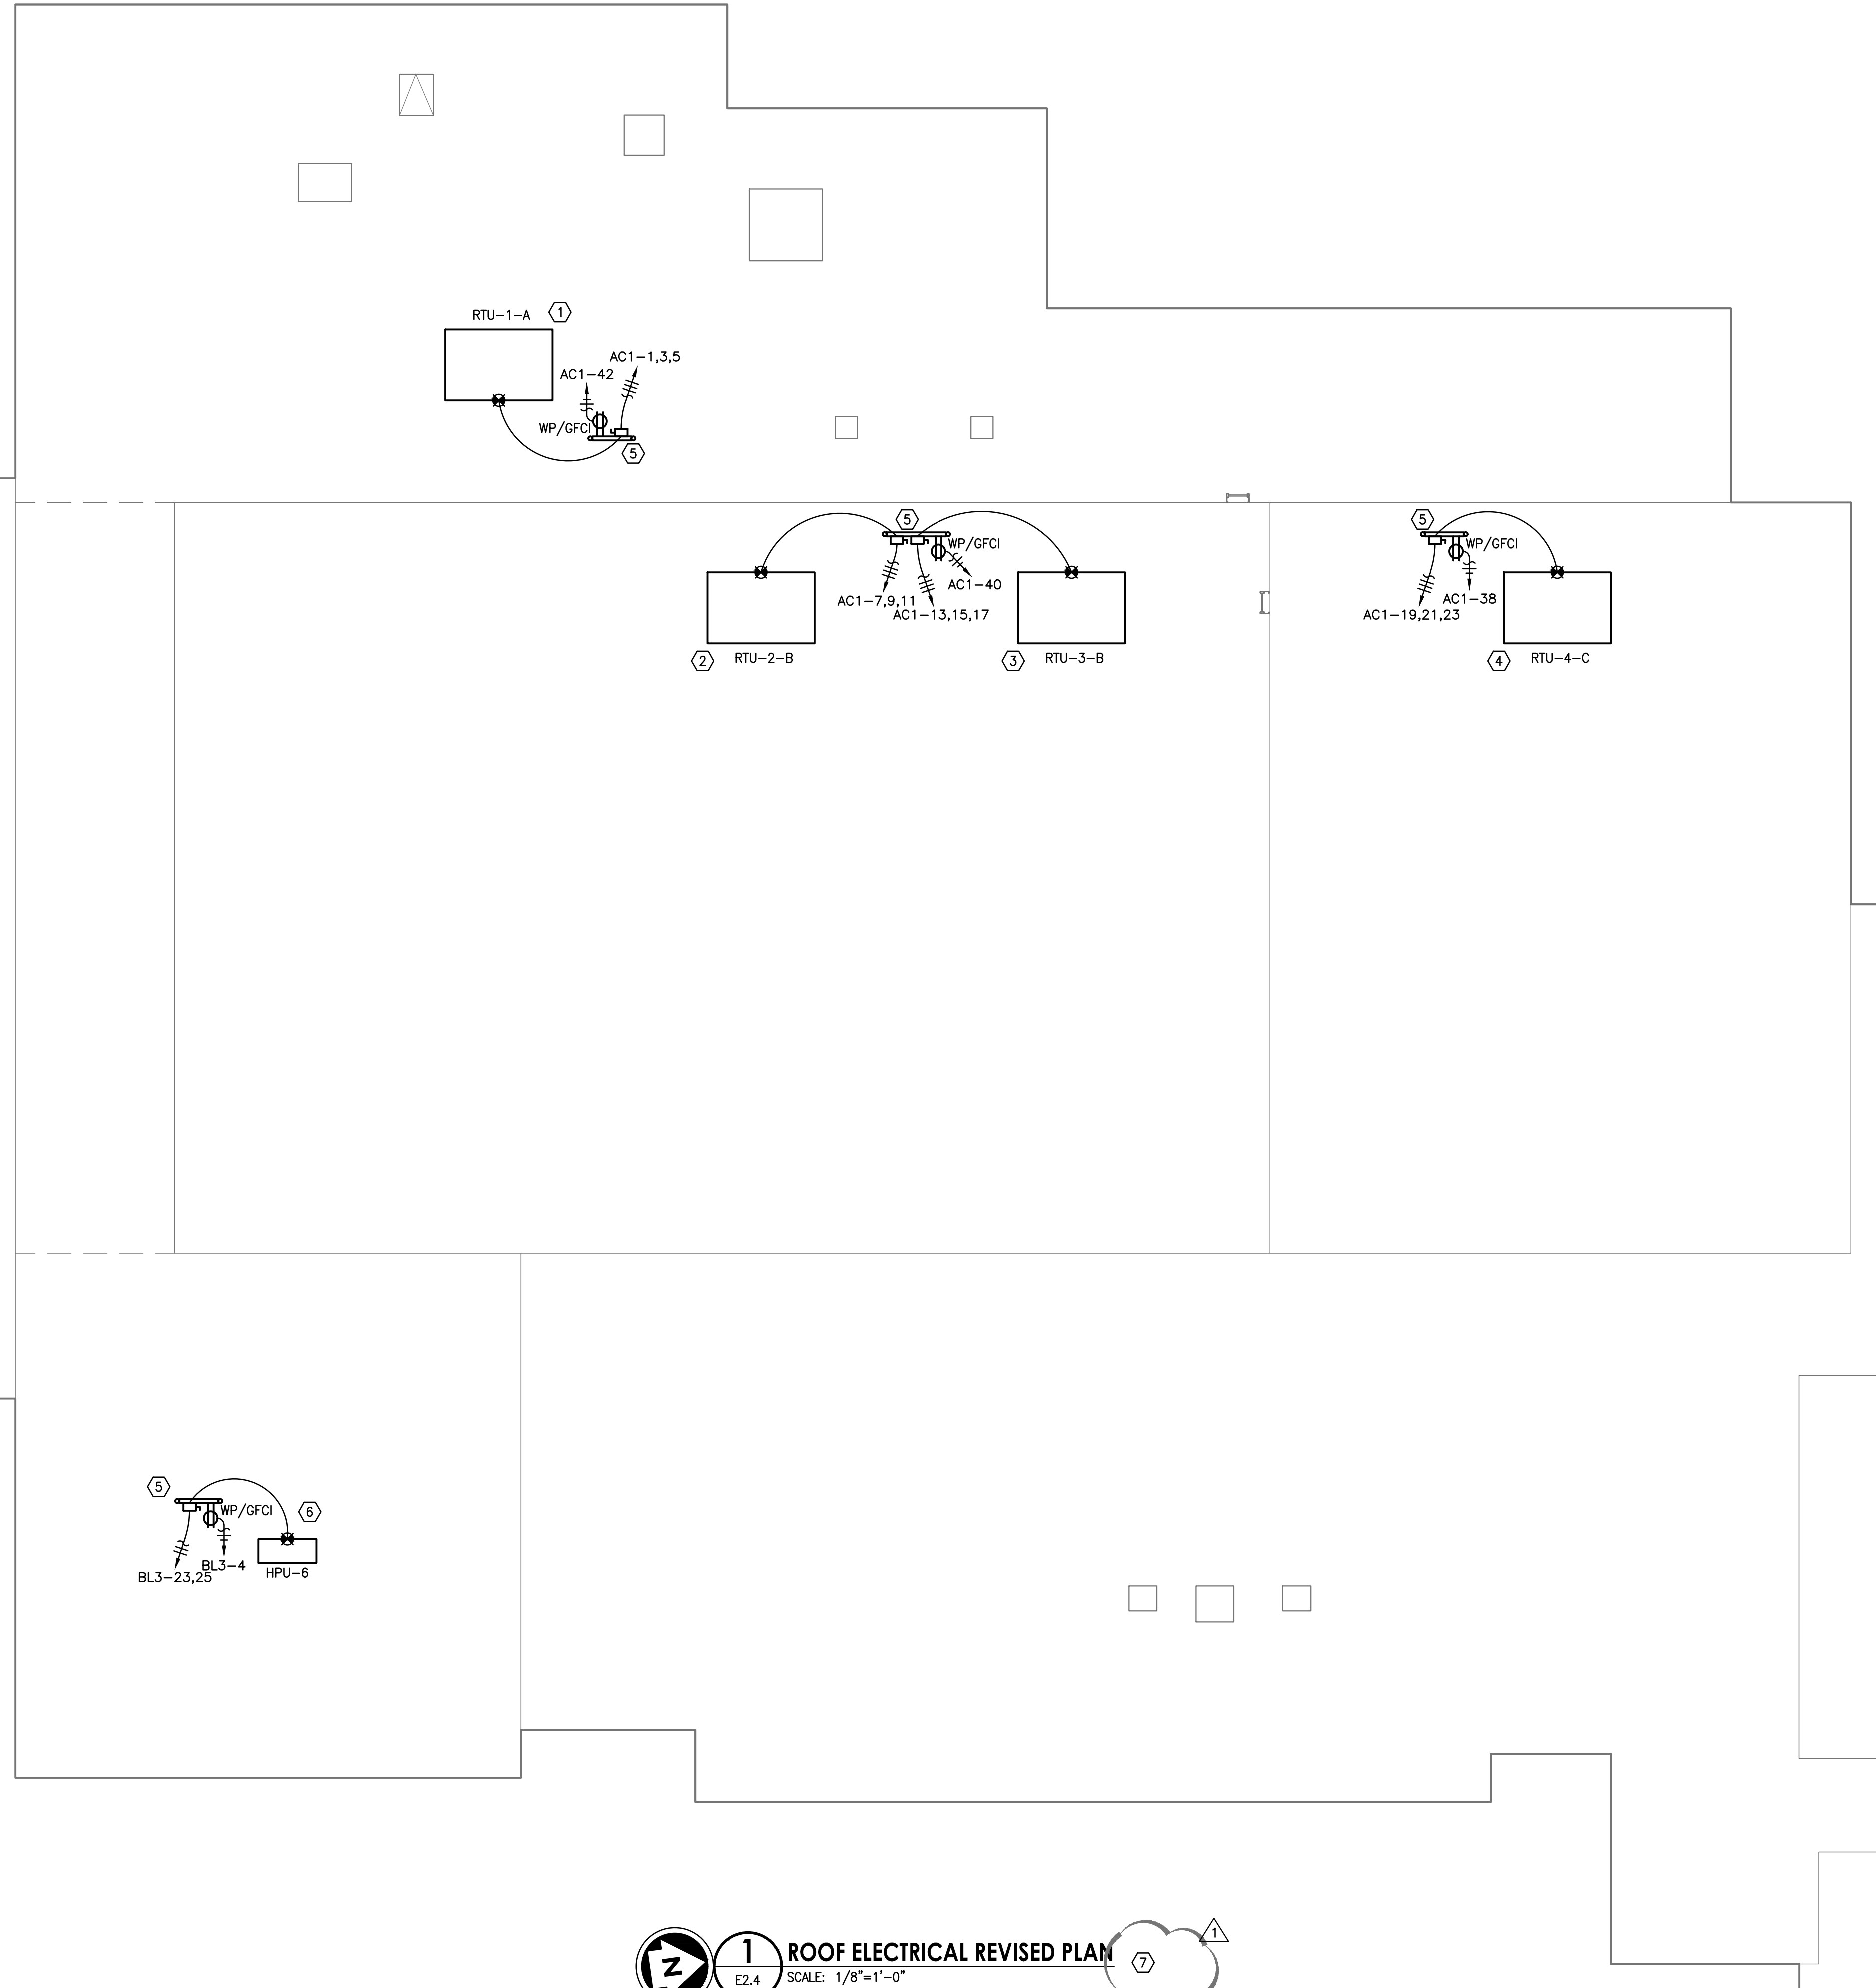 RTU-1-A
1
AC1-1,3,5
AC1-42
WP/GFCI
5
5
WP/GFCI
AC1-40
AC1-7,9,11
AC1-13,15,17
2
RTU-2-B
3
RTU-3-B
5
WP/GFCI
AC1-38
AC1-19,21,23
4
RTU-4-C
5
WP/GFCI
6
BL3-4
BL3-23,25
HPU-6
N
1
E2.4
ROOF ELECTRICAL REVISED PLAN
SCALE: 1/8"=1'-0"
7
1